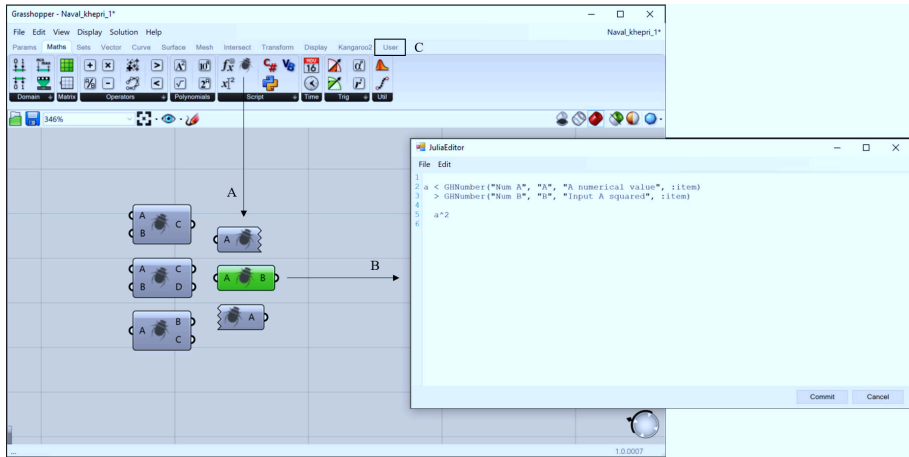 Grasshopper - Naval_khepri_1*
File Edit View Display Solution Help
Naval_khepri_1*
Params Maths Sets Vector Curve Surface Mesh Intersect Transform Display Kangaroo2 User
C
Domain Matrix Operators Polynomials Script Time Trig Util
346%
JuliaEditor
File Edit
1
2 a < GHNumber("Num A", "A", "A numerical value", :item)
3 > GHNumber("Num B", "B", "Input A squared", :item)
4
5 a^2
6
A
A C
B
A
A C
B D
A B
B
A B
C
A
Commit Cancel
1.0.0007
...